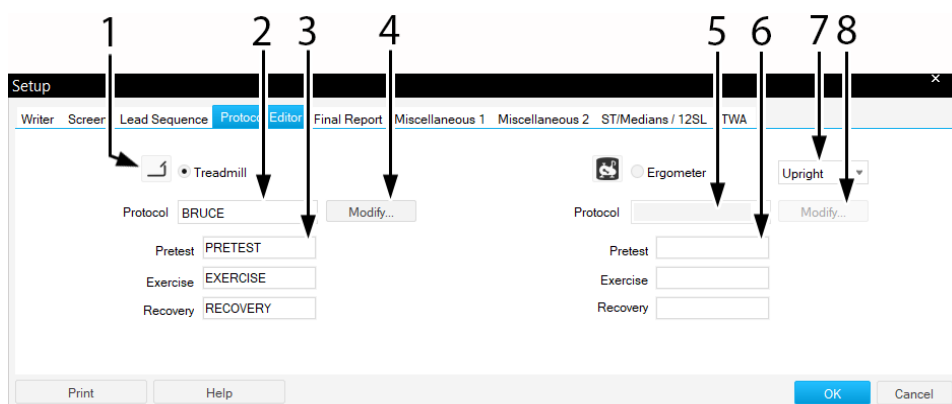 1 2 3 4 5 6 7 8
Setup ×
Writer Screen Lead Sequence Protocol Editor Final Report Miscellaneous 1 Miscellaneous 2 ST/Medians / 12SL TWA
Treadmill Ergometer Upright
Protocol BRUCE Modify... Protocol Modify...
Pretest PRETEST Pretest
Exercise EXERCISE Exercise
Recovery RECOVERY Recovery
Print Help OK Cancel